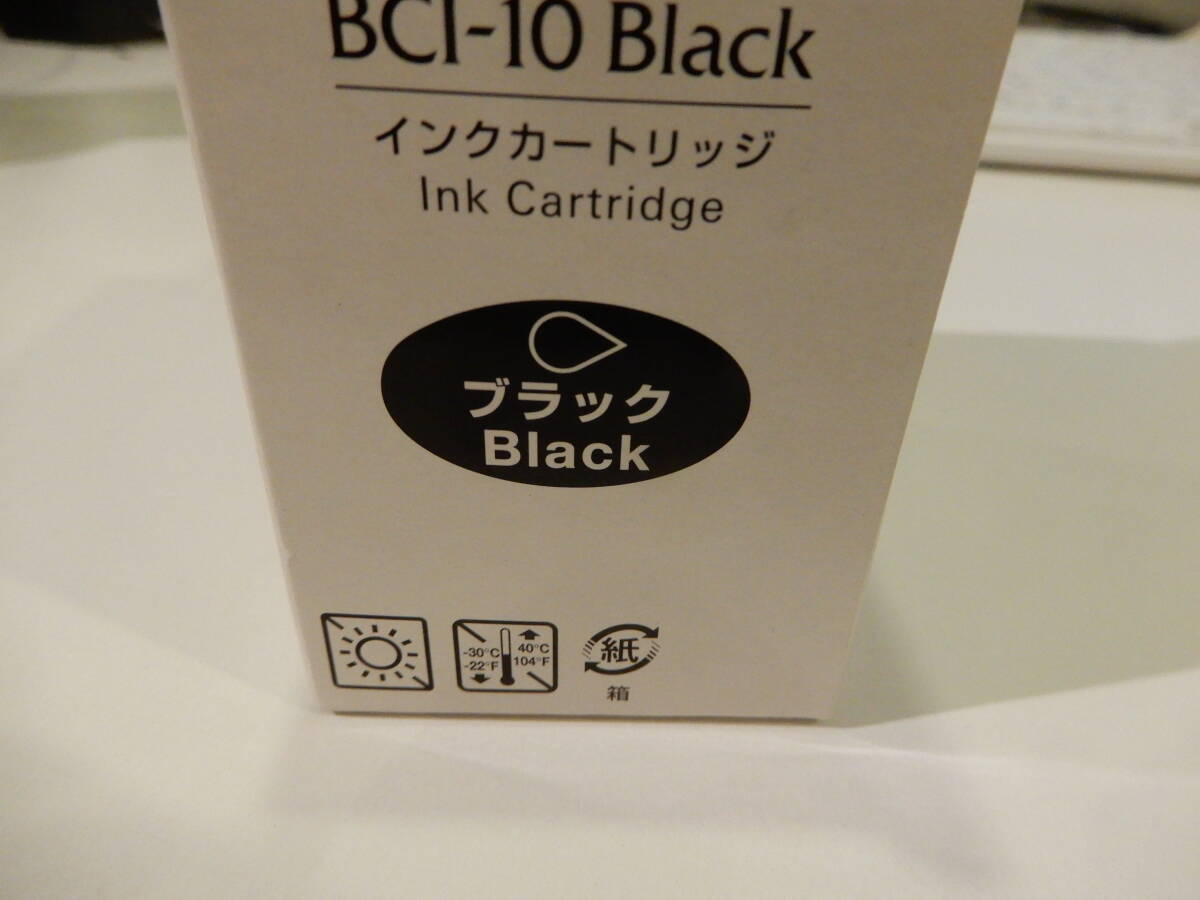 BCI-10 Black
インクカートリッジ
Ink Cartridge
ブラック
Black
-30°C 40°C
-22°F 104°F
紙
箱